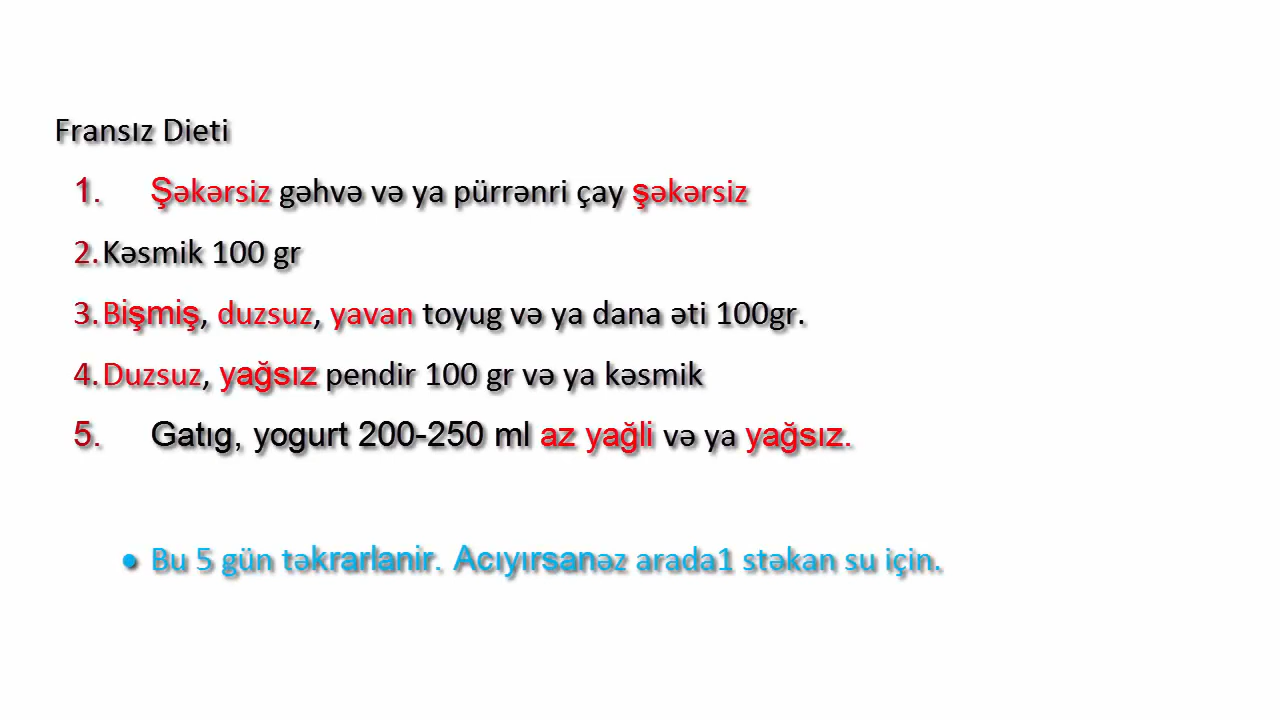 Fransız Dieti
1. Şəkərsiz gəhvə və ya pürrənri çay şəkərsiz
2. Kəsmik 100 gr
3. Bişmiş, duzsuz, yavan toyug və ya dana əti 100gr.
4. Duzsuz, yağsız pendir 100 gr və ya kəsmik
5. Gatıg, yogurt 200-250 ml az yağli və ya yağsız.
• Bu 5 gün təkrarlanir. Acıyırsanəz arada1 stəkan su için.